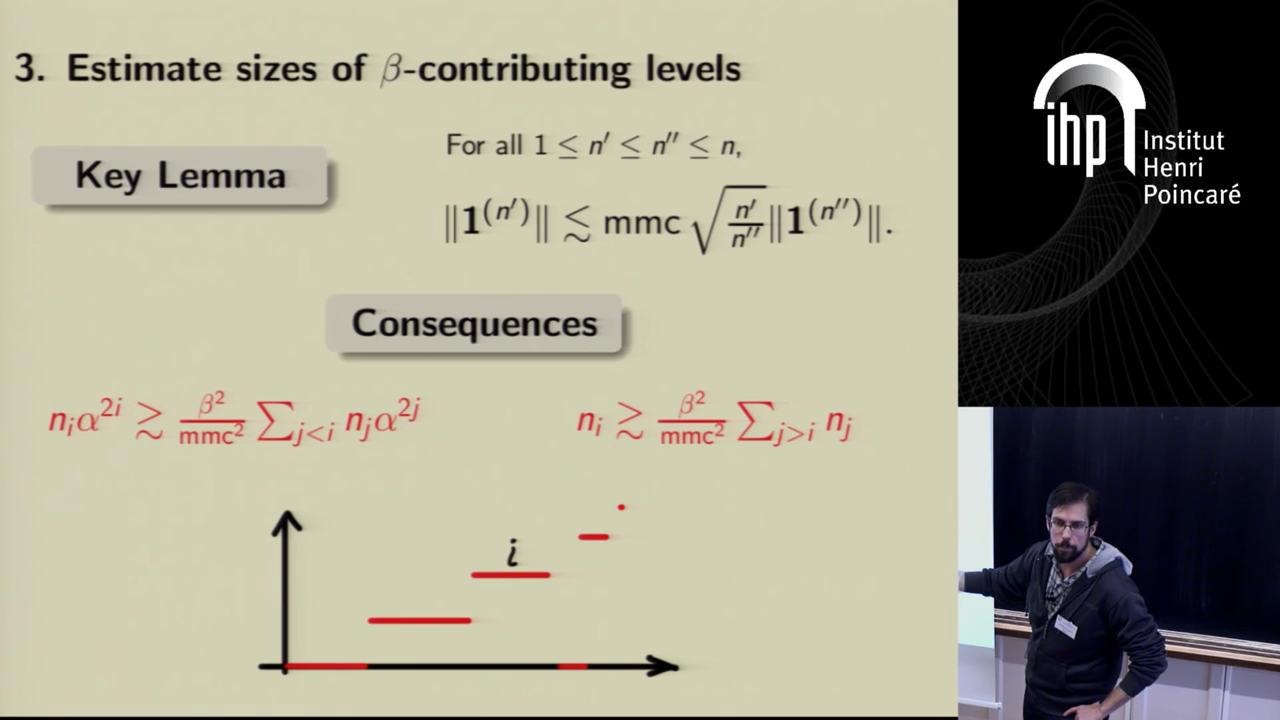 3. Estimate sizes of β-contributing levels
Key Lemma
For all 1 ≤ n′ ≤ n″ ≤ n,
‖1^(n′)‖ ≲ mmc √(n′/n″) ‖1^(n″)‖.
Consequences
n_i α^{2i} ≳ β²/mmc² ∑_{j<i} n_j α^{2j}
n_i ≳ β²/mmc² ∑_{j>i} n_j
i
ihp
Institut
Henri
Poincaré